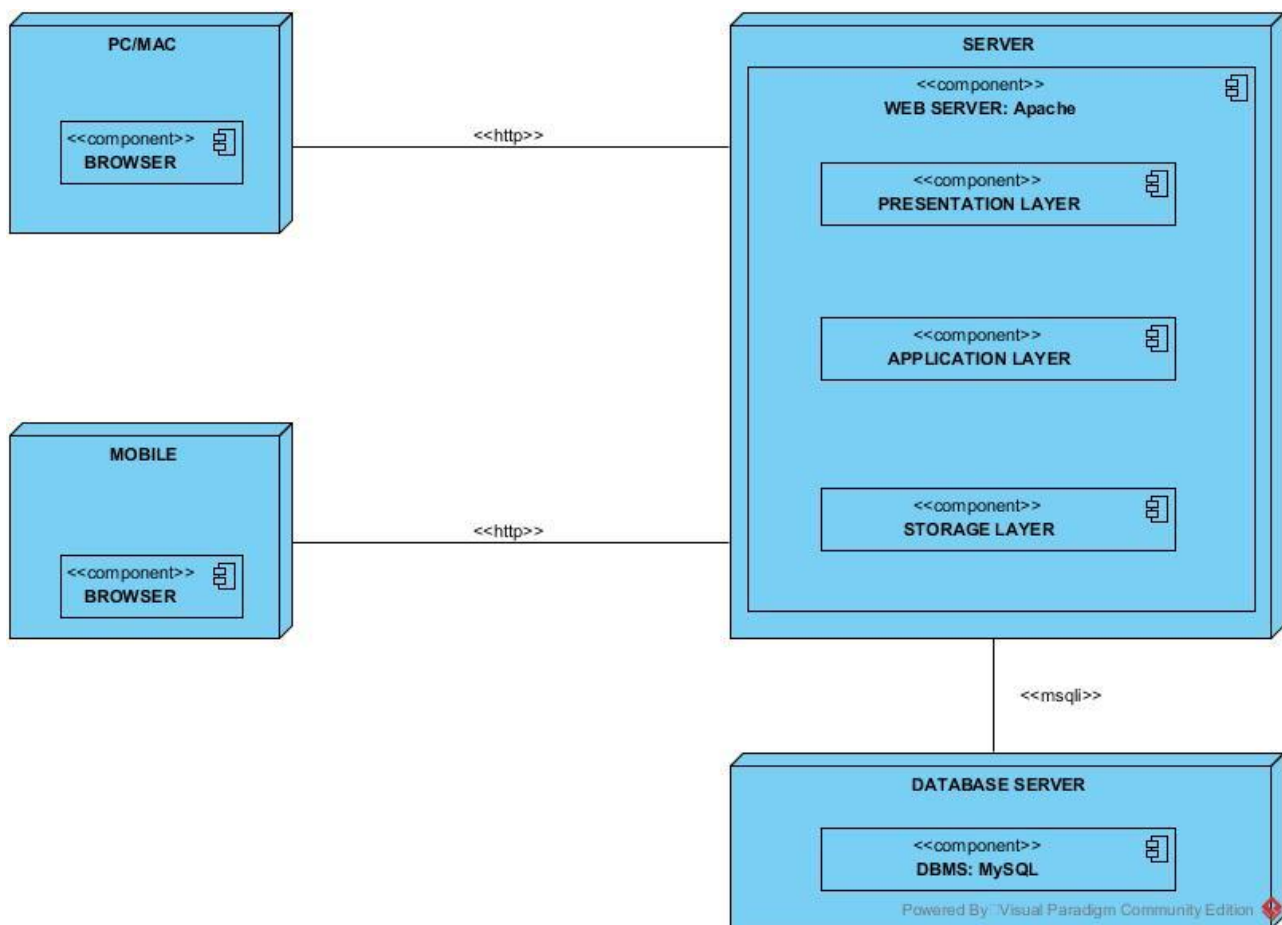 PC/MAC
<<component>>
BROWSER
<<http>>
SERVER
<<component>>
WEB SERVER: Apache
<<component>>
PRESENTATION LAYER
<<component>>
APPLICATION LAYER
<<component>>
STORAGE LAYER
MOBILE
<<component>>
BROWSER
<<http>>
<<msqli>>
DATABASE SERVER
<<component>>
DBMS: MySQL
Powered By Visual Paradigm Community Edition